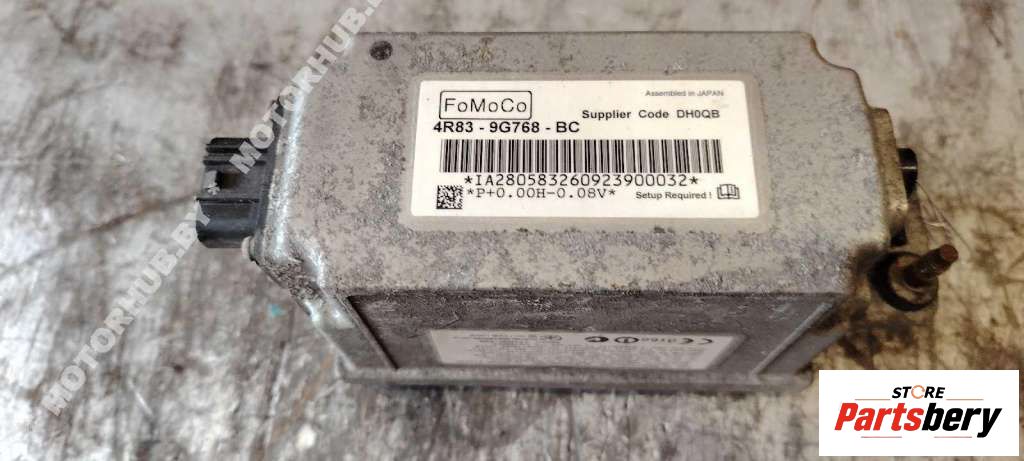 Assembled in JAPAN
FoMoCo
Supplier Code DH0QB
4R83 - 9G768 - BC
*IA2805832609239000032*
*P+0.00H-0.08V*
Setup Required !
MOTORHUB.BY
MOTORHUB.BY
STORE
Partsbery